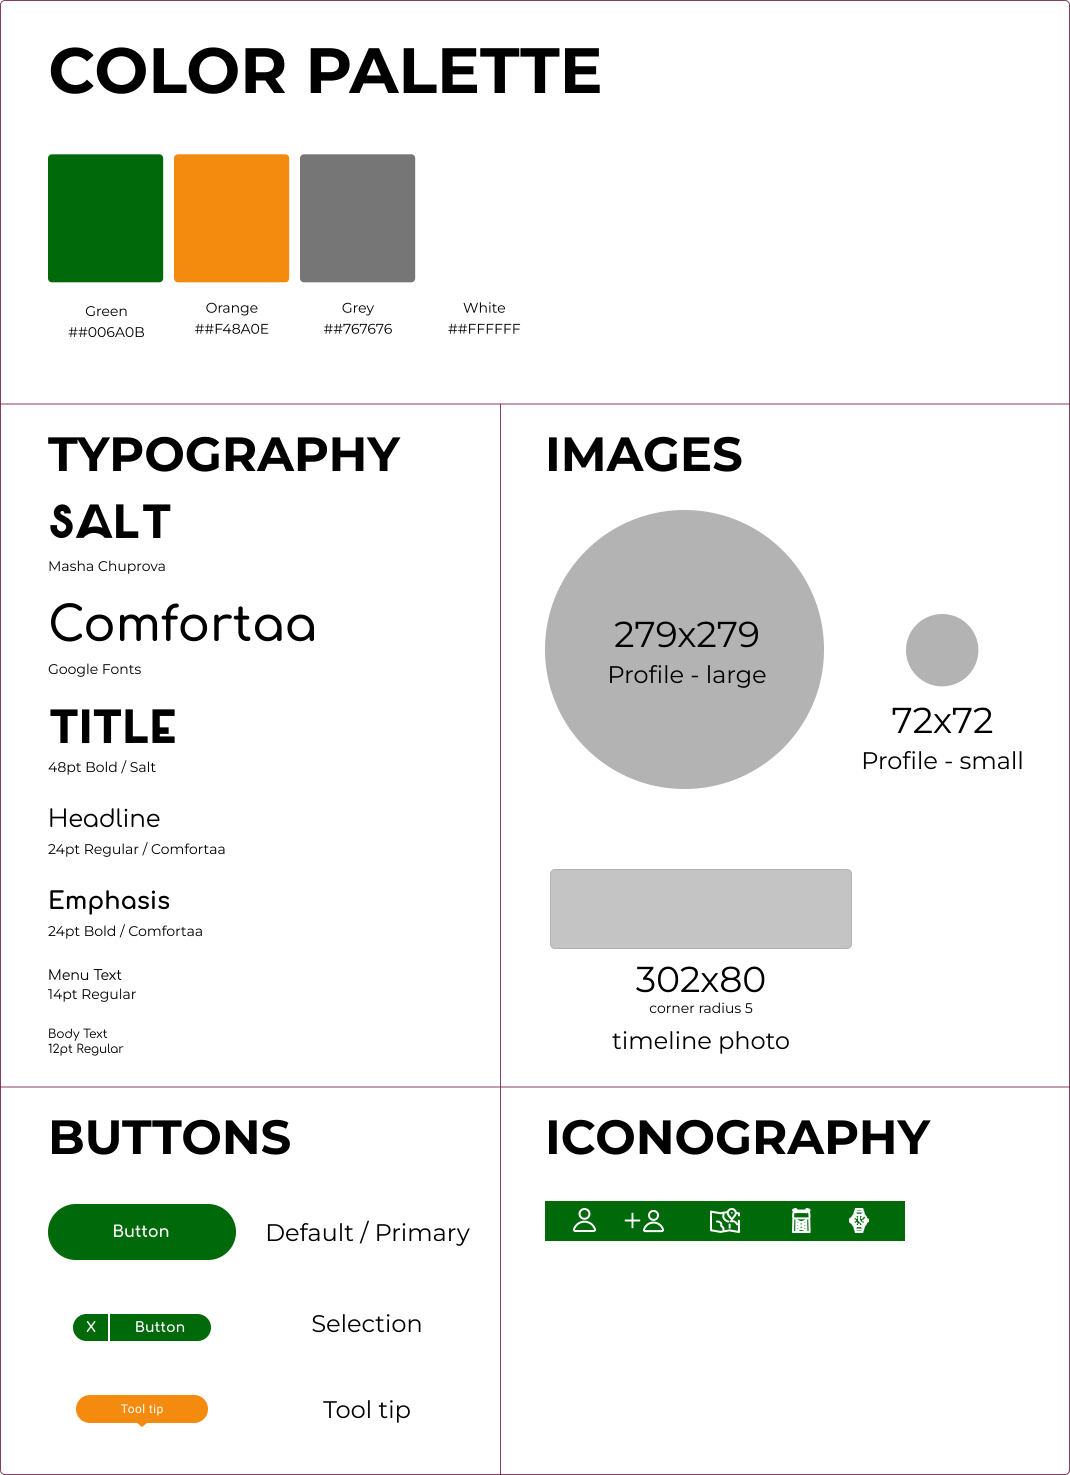 COLOR PALETTE
Green
##006A0B
Orange
##F48A0E
Grey
##767676
White
##FFFFFF
TYPOGRAPHY
SALT
Masha Chuprova
Comfortaa
Google Fonts
TITLE
48pt Bold / Salt
Headline
24pt Regular / Comfortaa
Emphasis
24pt Bold / Comfortaa
Menu Text
14pt Regular
Body Text
12pt Regular
IMAGES
279x279
Profile - large
72x72
Profile - small
302x80
corner radius 5
timeline photo
BUTTONS
Button
Default / Primary
X Button
Selection
Tool tip
Tool tip
ICONOGRAPHY